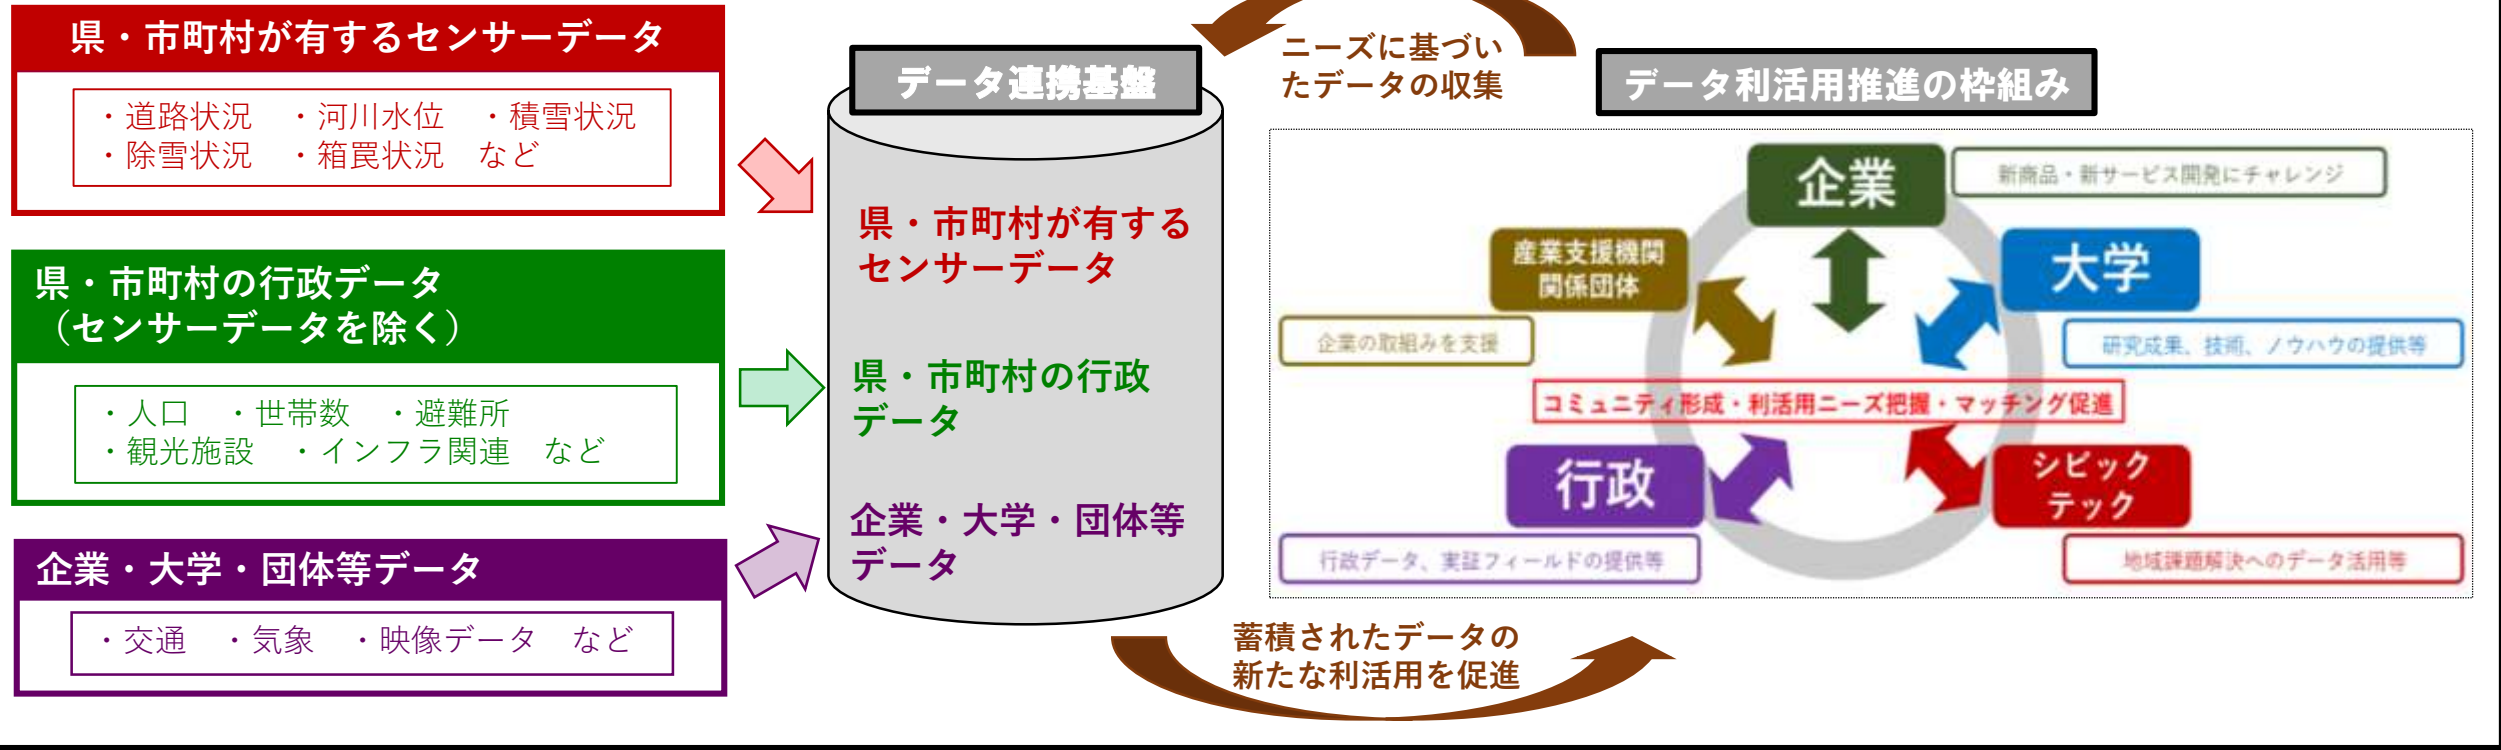 県・市町村が有するセンサーデータ
・道路状況　・河川水位　・積雪状況
・除雪状況　・箱罠状況　など
県・市町村の行政データ
（センサーデータを除く）
・人口　・世帯数　・避難所
・観光施設　・インフラ関連　など
企業・大学・団体等データ
・交通　・気象　・映像データ　など
データ連携基盤
県・市町村が有する
センサーデータ
県・市町村の行政
データ
企業・大学・団体等
データ
ニーズに基づい
たデータの収集
データ利活用推進の枠組み
企業
新商品・新サービス開発にチャレンジ
産業支援機関
関係団体
企業の取組みを支援
大学
研究成果、技術、ノウハウの提供等
コミュニティ形成・利活用ニーズ把握・マッチング促進
行政
行政データ、実証フィールドの提供等
シビック
テック
地域課題解決へのデータ活用等
蓄積されたデータの
新たな利活用を促進